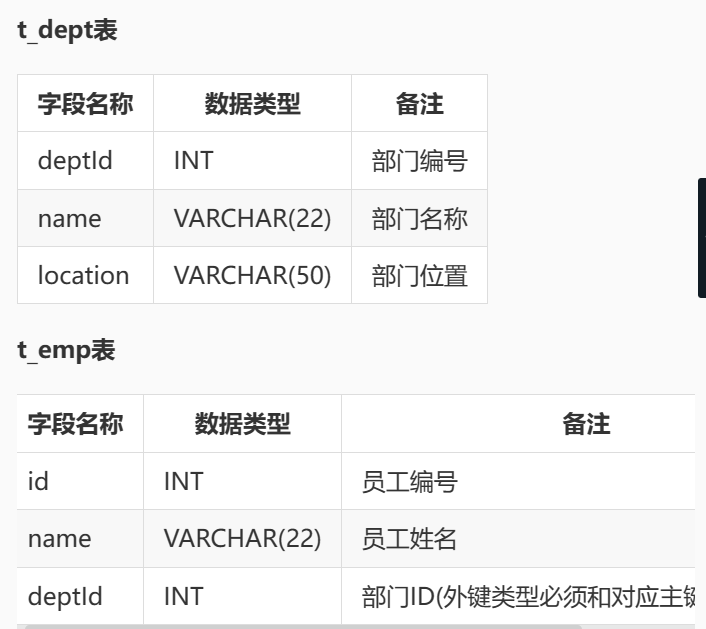 t_dept表
字段名称 数据类型 备注
deptId INT 部门编号
name VARCHAR(22) 部门名称
location VARCHAR(50) 部门位置
t_emp表
字段名称 数据类型 备注
id INT 员工编号
name VARCHAR(22) 员工姓名
deptId INT 部门ID(外键类型必须和对应主键